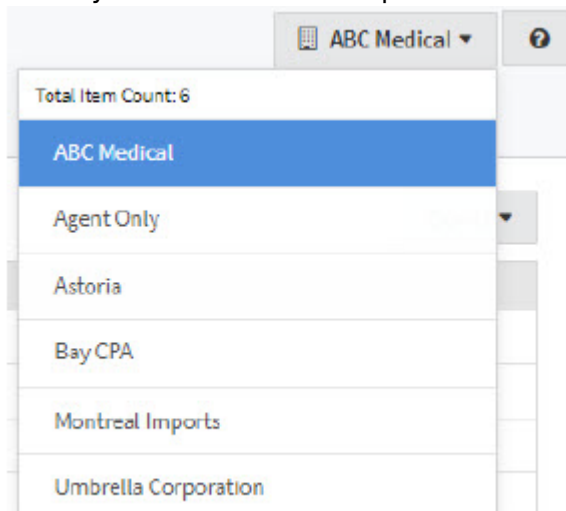 ABC Medical
Total Item Count: 6
ABC Medical
Agent Only
Astoria
Bay CPA
Montreal Imports
Umbrella Corporation